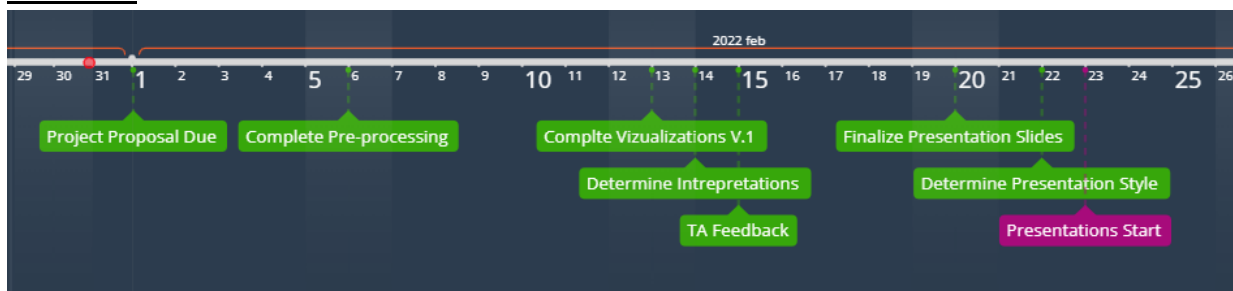 2022 feb
29 30 31 1 2 3 4 5 6 7 8 9 10 11 12 13 14 15 16 17 18 19 20 21 22 23 24 25 26
Project Proposal Due Complete Pre-processing Complte Vizualizations V.1 Finalize Presentation Slides
Determine Intrepretations Determine Presentation Style
TA Feedback Presentations Start